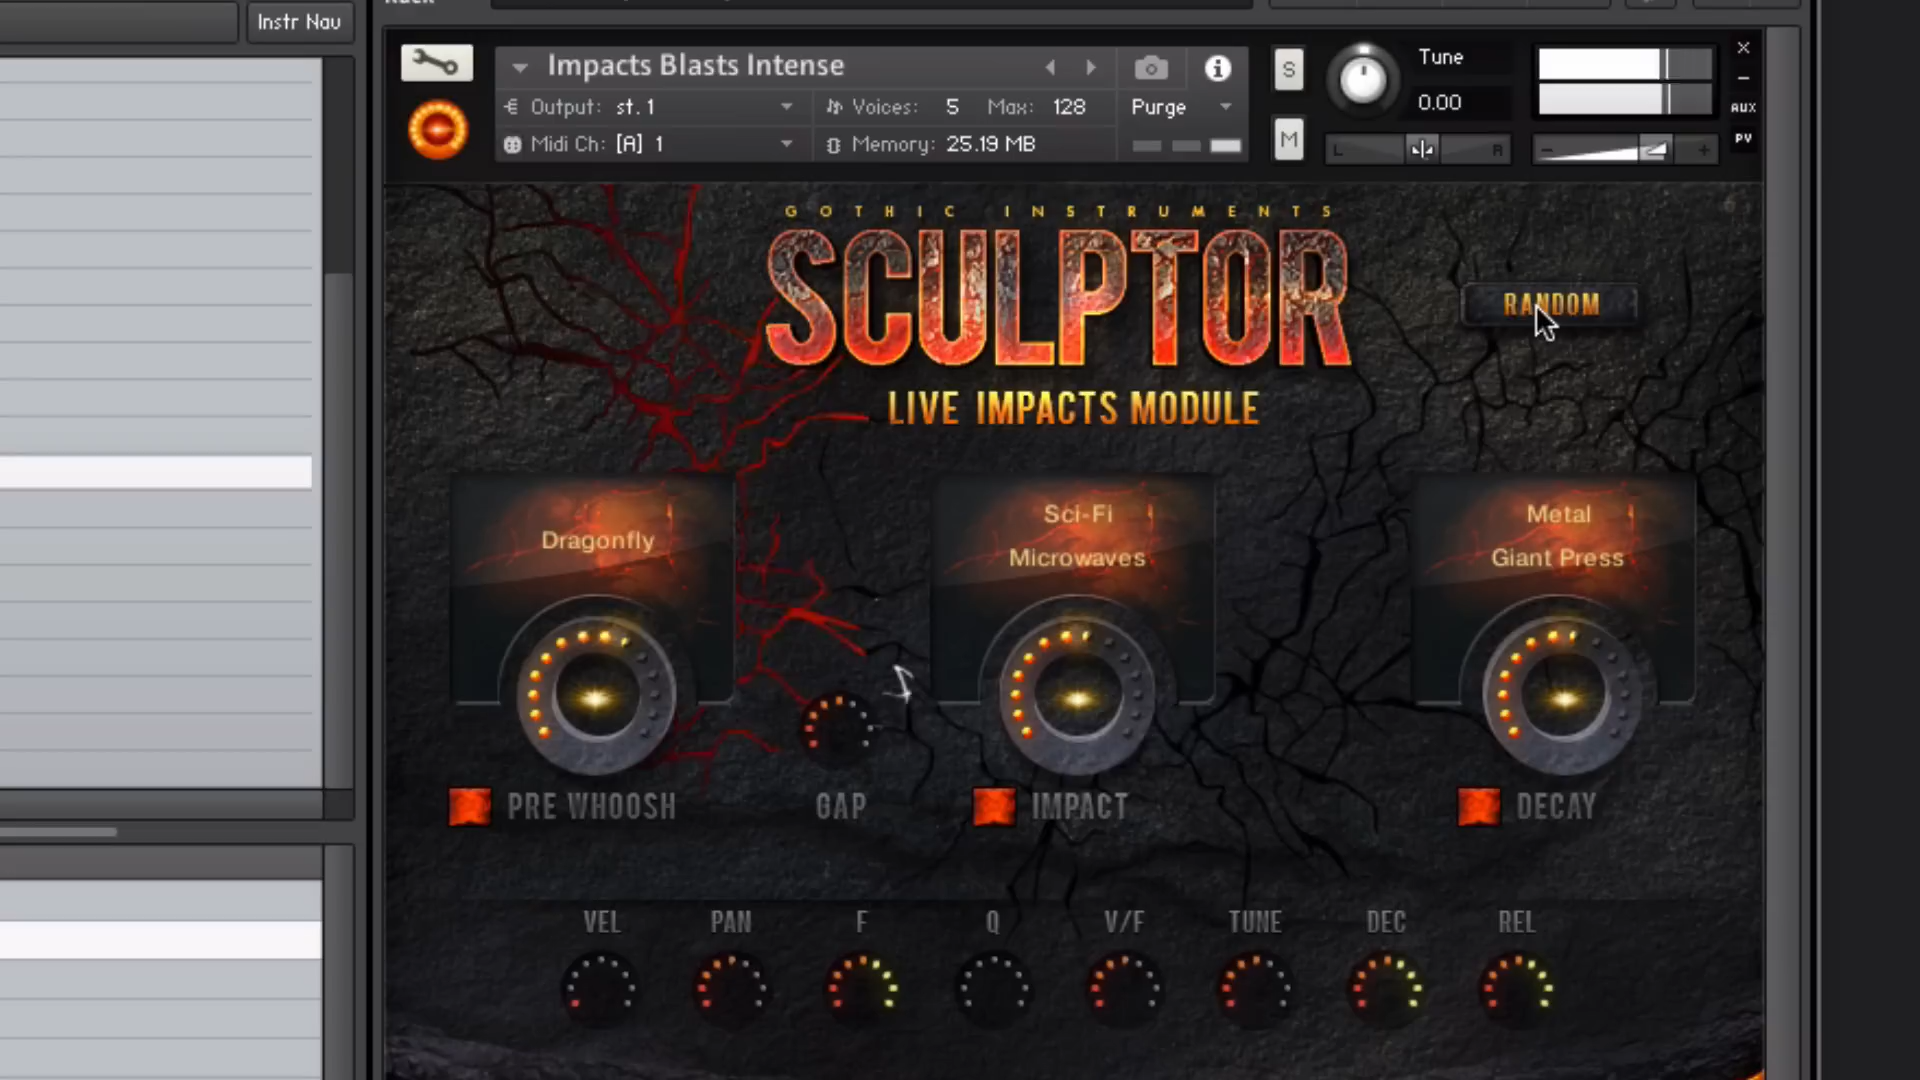 Instr Nav
Impacts Blasts Intense
Output: st. 1
Voices: 5 Max: 128
Purge
Midi Ch: [A] 1
Memory: 25.19 MB
S
M
Tune
0.00
L
R
AUX
PV
GOTHIC INSTRUMENTS
SCULPTOR
LIVE IMPACTS MODULE
RANDOM
Dragonfly
Sci-Fi
Microwaves
Metal
Giant Press
PRE WHOOSH
GAP
IMPACT
DECAY
VEL PAN F Q V/F TUNE DEC REL